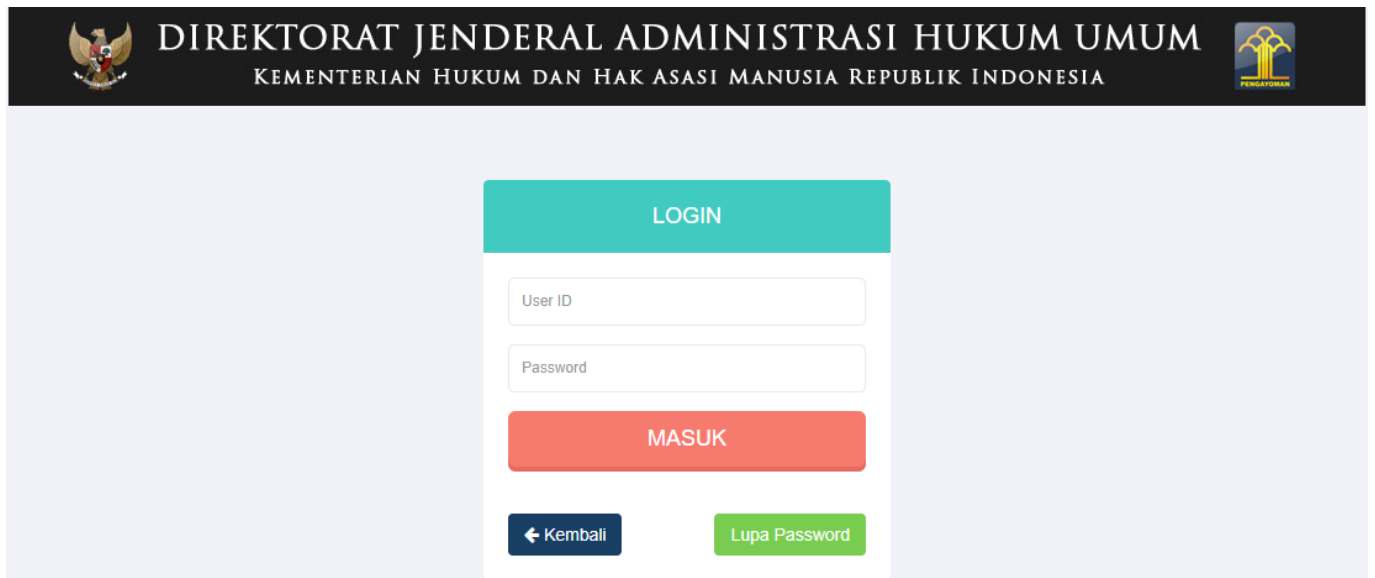 DIREKTORAT JENDERAL ADMINISTRASI HUKUM UMUM
KEMENTERIAN HUKUM DAN HAK ASASI MANUSIA REPUBLIK INDONESIA
PENGAYOMAN
LOGIN
User ID
Password
MASUK
Kembali
Lupa Password